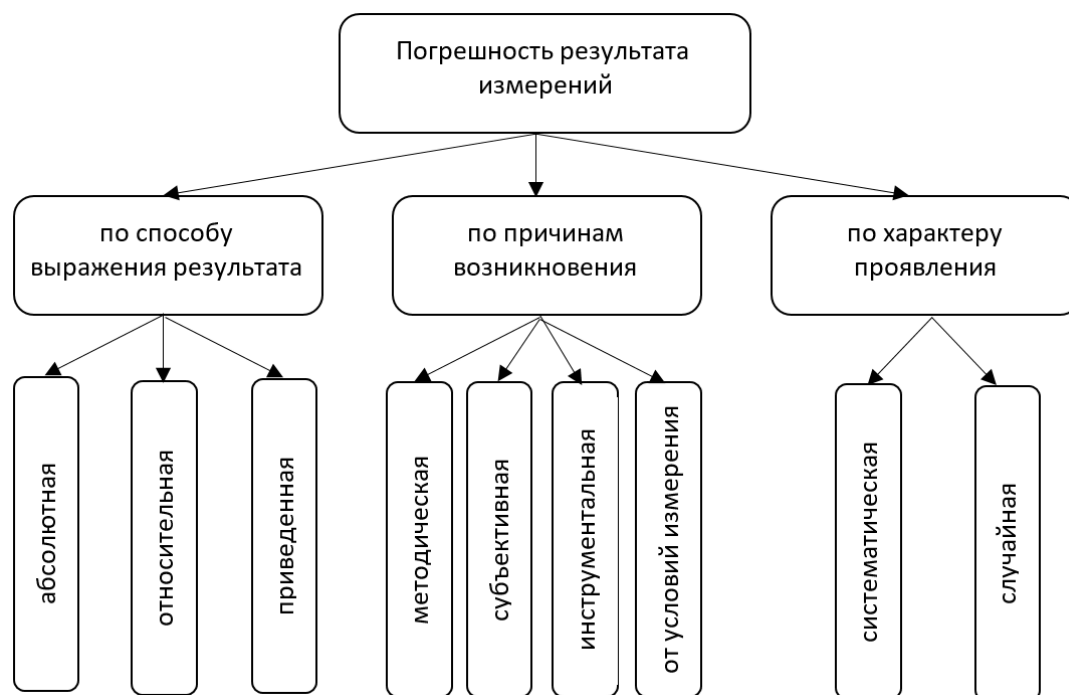 Погрешность результата
измерений
по способу
выражения результата
по причинам
возникновения
по характеру
проявления
абсолютная
относительная
приведенная
методическая
субъективная
инструментальная
от условий измерения
систематическая
случайная